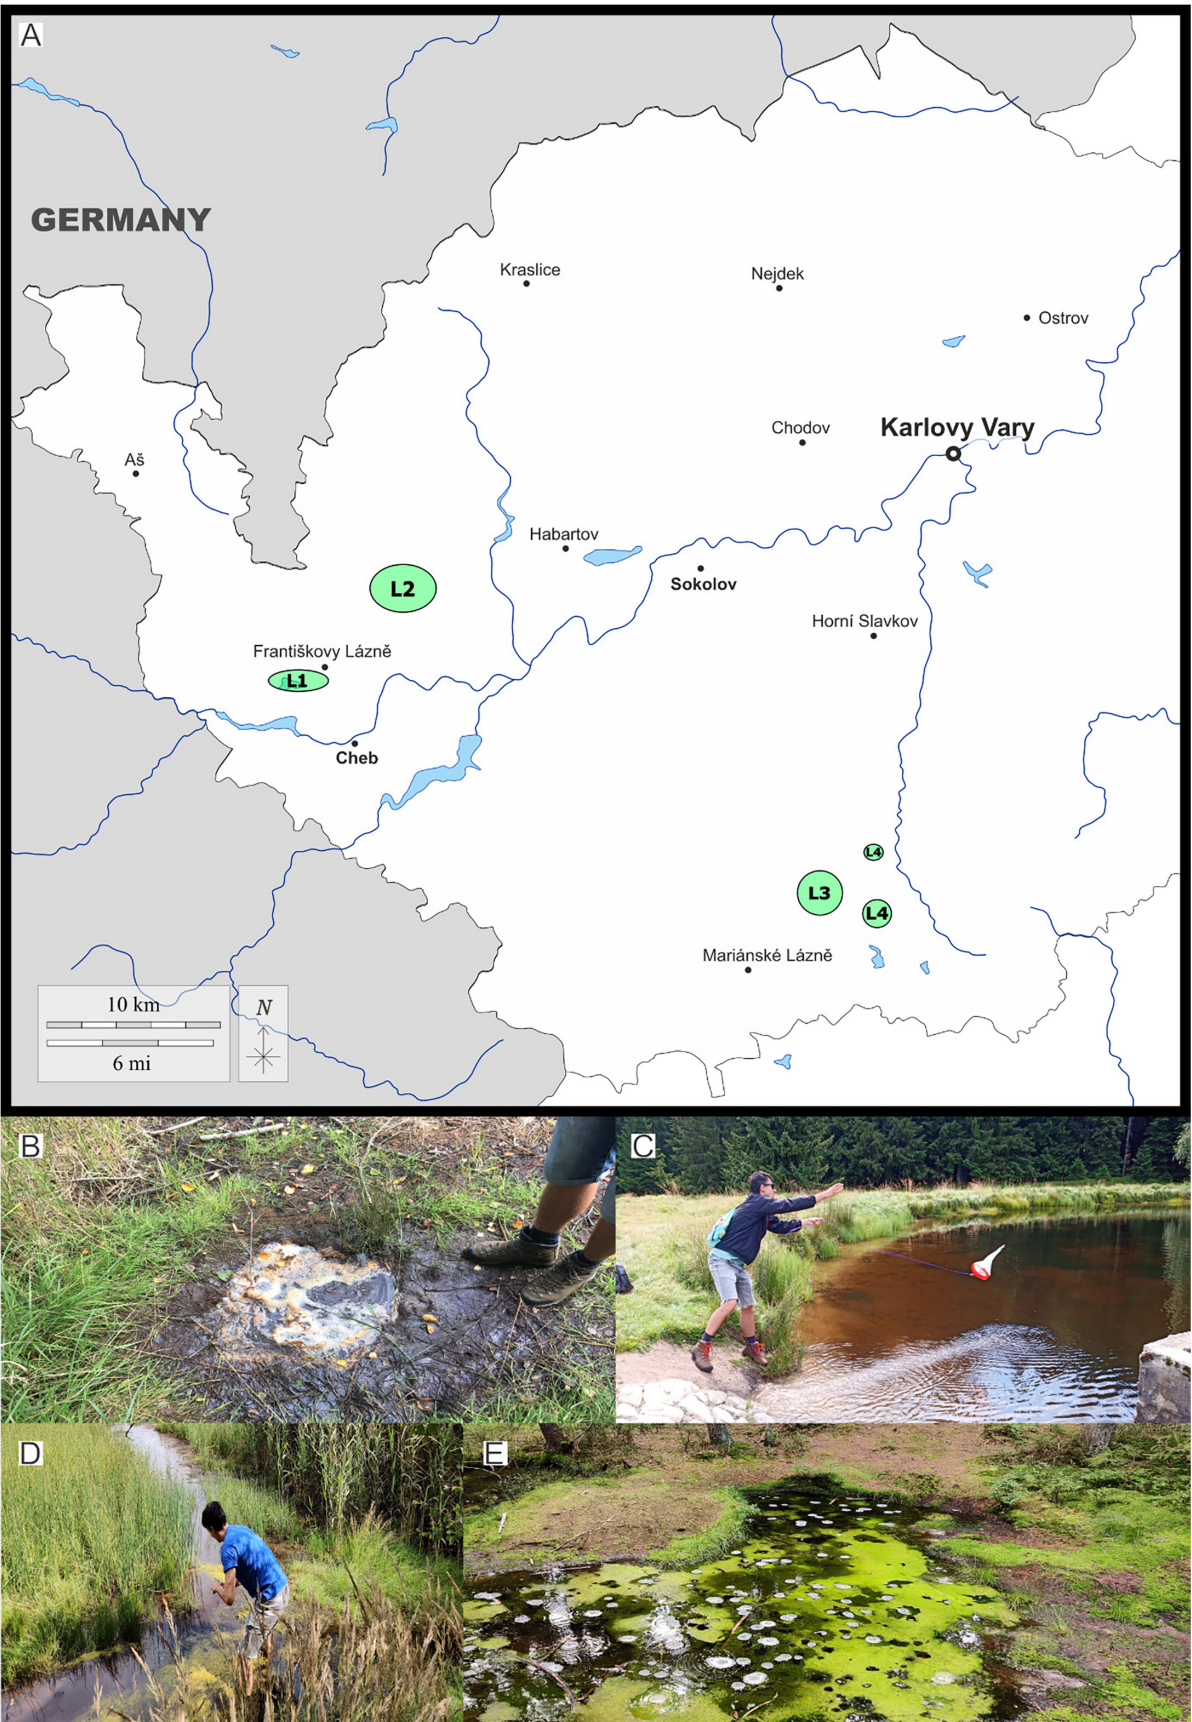 A
GERMANY
Kraslice
Nejdek
Ostrov
Karlovy Vary
Chodov
Aš
Habartov
Sokolov
L2
Horní Slavkov
Františkovy Lázně
L1
Cheb
L4
L3
L4
Mariánské Lázně
10 km
6 mi
N
B
C
D
E